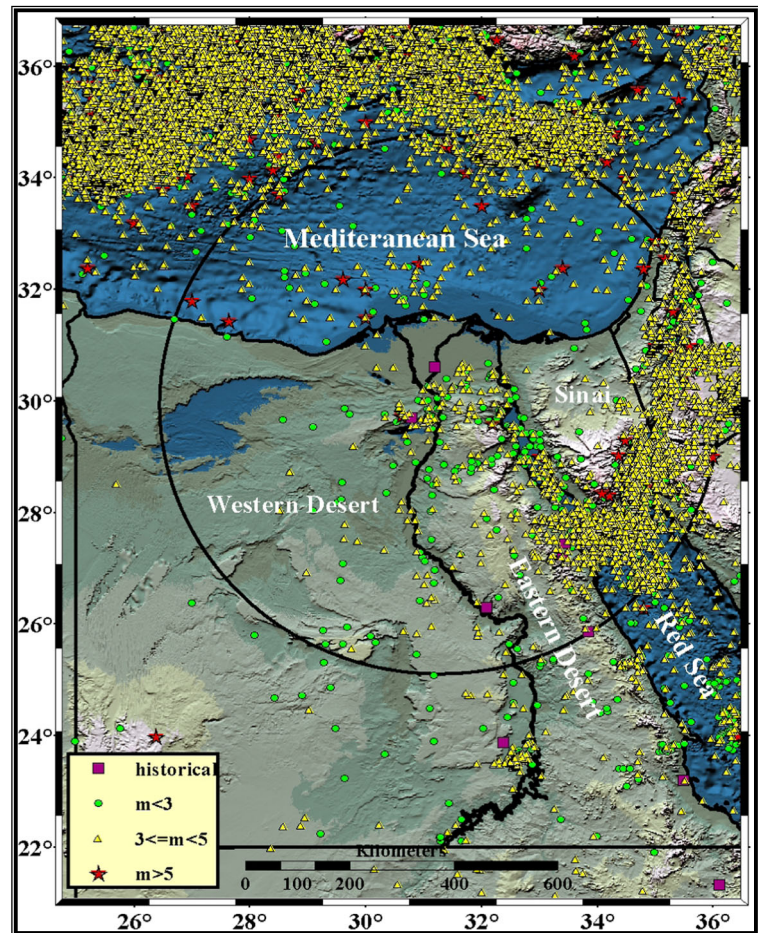 36°
34°
32°
30°
28°
26°
24°
22°
Mediteranean Sea
Sinai
Western Desert
Eastern Desert
Red Sea
historical
m<3
3<=m<5
m>5
Kilometers
0 100 200 400 600
26° 28° 30° 32° 34° 36°